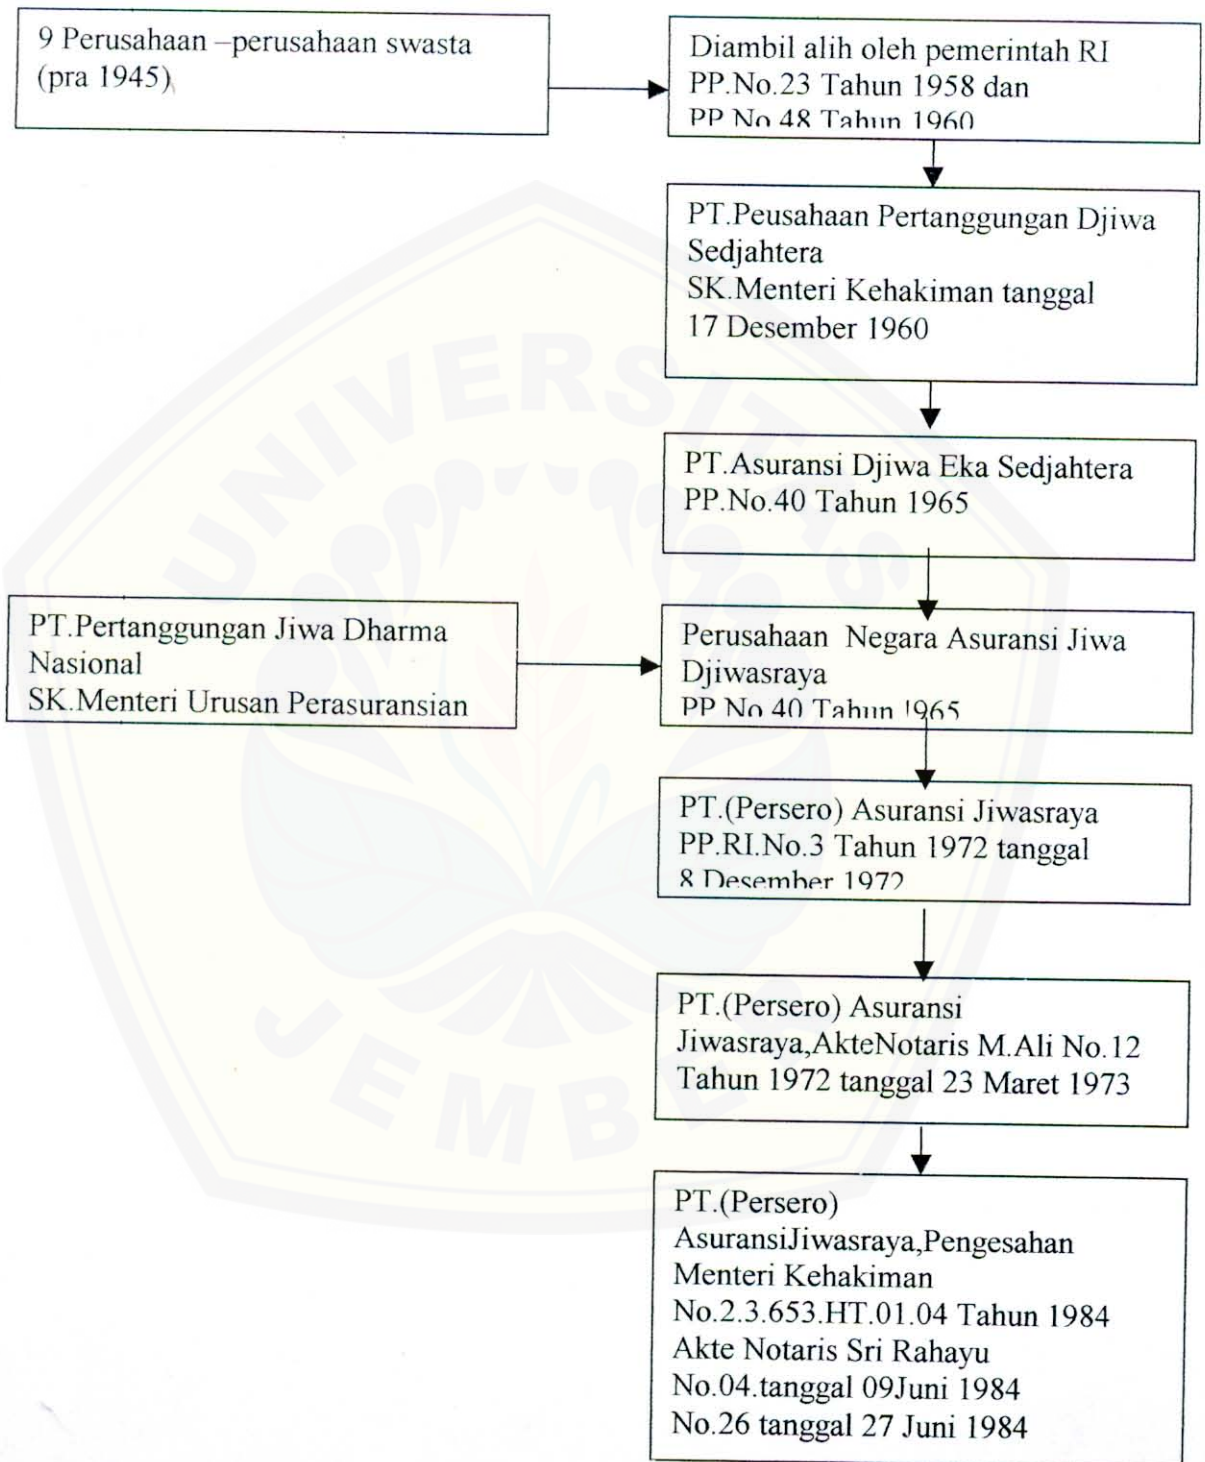 9 Perusahaan –perusahaan swasta
(pra 1945)
Diambil alih oleh pemerintah RI
PP.No.23 Tahun 1958 dan
PP No 48 Tahun 1960
PT.Peusahaan Pertanggungan Djiwa
Sedjahtera
SK.Menteri Kehakiman tanggal
17 Desember 1960
PT.Asuransi Djiwa Eka Sedjahtera
PP.No.40 Tahun 1965
PT.Pertanggungan Jiwa Dharma
Nasional
SK.Menteri Urusan Perasuransian
Perusahaan Negara Asuransi Jiwa
Djiwasraya
PP No 40 Tahun 1965
PT.(Persero) Asuransi Jiwasraya
PP.RI.No.3 Tahun 1972 tanggal
8 Desember 1972
PT.(Persero) Asuransi
Jiwasraya,AkteNotaris M.Ali No.12
Tahun 1972 tanggal 23 Maret 1973
PT.(Persero)
AsuransiJiwasraya,Pengesahan
Menteri Kehakiman
No.2.3.653.HT.01.04 Tahun 1984
Akte Notaris Sri Rahayu
No.04.tanggal 09Juni 1984
No.26 tanggal 27 Juni 1984
UNIVERSITAS
JEMBER